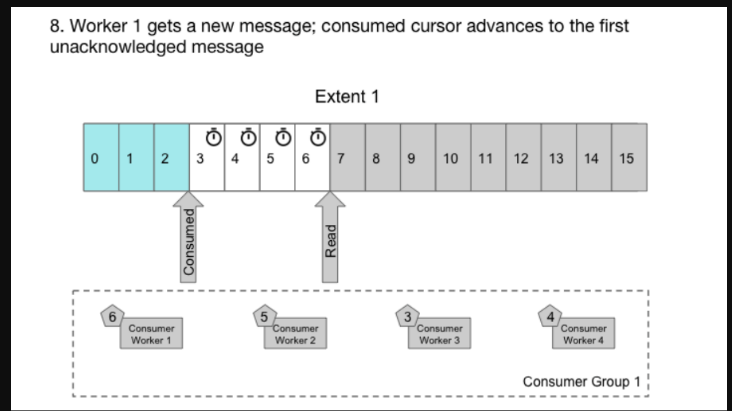 8. Worker 1 gets a new message; consumed cursor advances to the first
unacknowledged message
Extent 1
0 1 2 3 4 5 6 7 8 9 10 11 12 13 14 15
Consumed
Read
6
Consumer
Worker 1
5
Consumer
Worker 2
3
Consumer
Worker 3
4
Consumer
Worker 4
Consumer Group 1